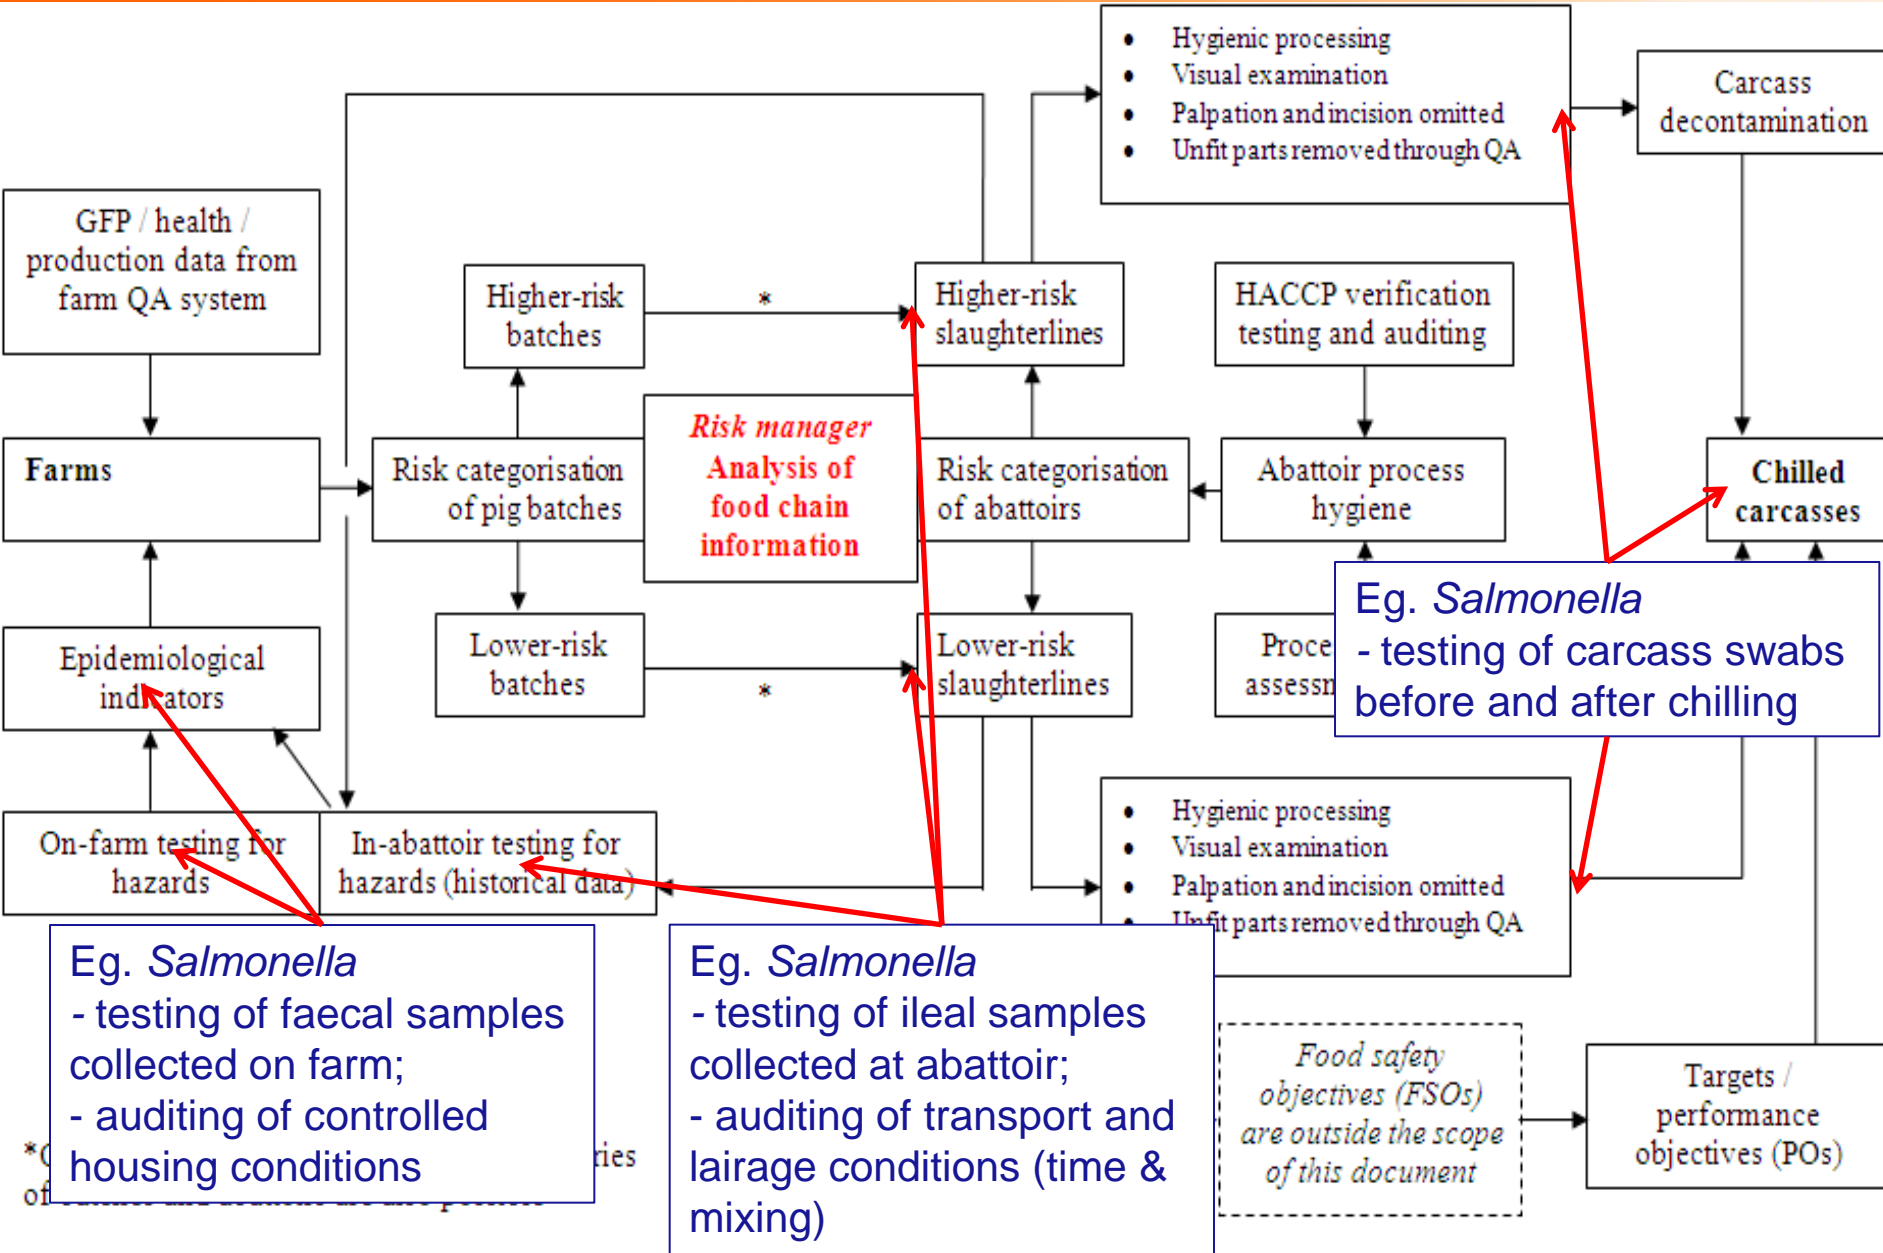 • Hygienic processing
• Visual examination
• Palpation and incision omitted
• Unfit parts removed through QA
Carcass
decontamination
GFP / health /
production data from
farm QA system
Higher-risk
batches
*
Higher-risk
slaughterlines
HACCP verification
testing and auditing
Farms
Risk categorisation
of pig batches
Risk manager
Analysis of
food chain
information
Risk categorisation
of abattoirs
Abattoir process
hygiene
Chilled
carcasses
Epidemiological
indicators
Lower-risk
batches
*
Lower-risk
slaughterlines
Eg. Salmonella
- testing of carcass swabs
before and after chilling
On-farm testing for
hazards
In-abattoir testing for
hazards (historical data)
• Hygienic processing
• Visual examination
• Palpation and incision omitted
• Unfit parts removed through QA
Eg. Salmonella
- testing of faecal samples
collected on farm;
- auditing of controlled
housing conditions
Eg. Salmonella
- testing of ileal samples
collected at abattoir;
- auditing of transport and
lairage conditions (time &
mixing)
Food safety
objectives (FSOs)
are outside the scope
of this document
Targets /
performance
objectives (POs)